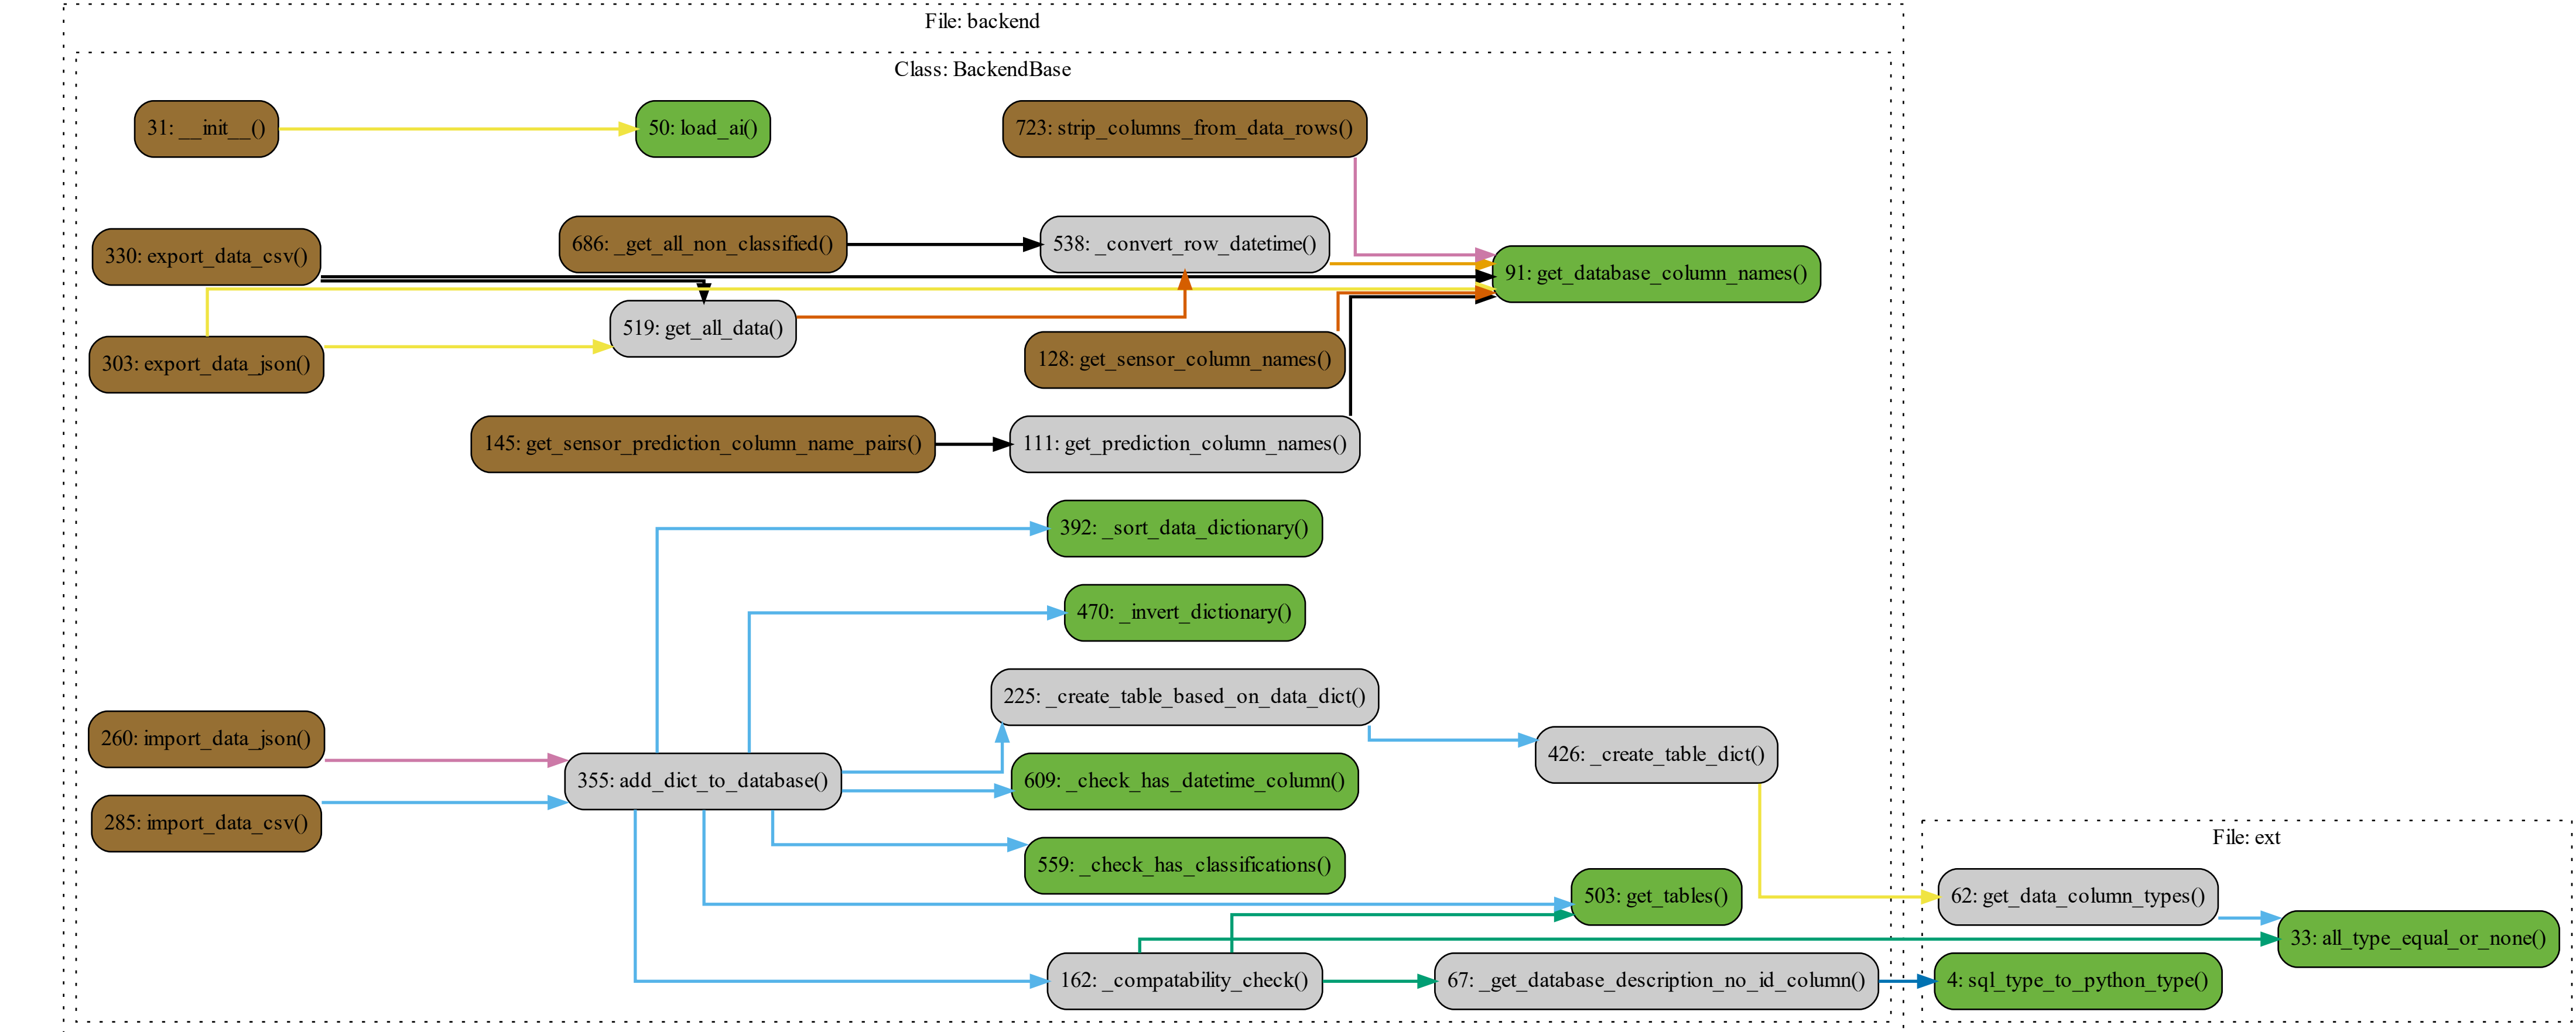 File: backend
Class: BackendBase
31: __init__()
50: load_ai()
723: strip_columns_from_data_rows()
330: export_data_csv()
686: _get_all_non_classified()
538: _convert_row_datetime()
91: get_database_column_names()
519: get_all_data()
303: export_data_json()
128: get_sensor_column_names()
145: get_sensor_prediction_column_name_pairs()
111: get_prediction_column_names()
392: _sort_data_dictionary()
470: _invert_dictionary()
225: _create_table_based_on_data_dict()
260: import_data_json()
426: _create_table_dict()
355: add_dict_to_database()
609: _check_has_datetime_column()
285: import_data_csv()
559: _check_has_classifications()
503: get_tables()
162: _compatability_check()
67: _get_database_description_no_id_column()
File: ext
62: get_data_column_types()
33: all_type_equal_or_none()
4: sql_type_to_python_type()